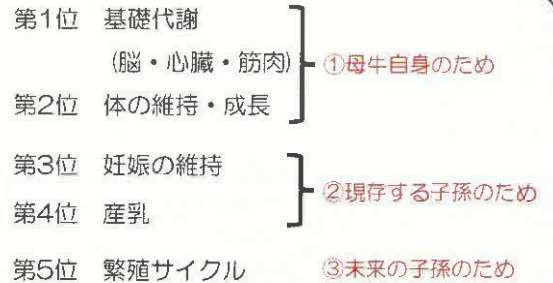 第1位 基礎代謝
(脳・心臓・筋肉)
①母牛自身のため
第2位 体の維持・成長
第3位 妊娠の維持
②現存する子孫のため
第4位 産乳
第5位 繁殖サイクル ③未来の子孫のため